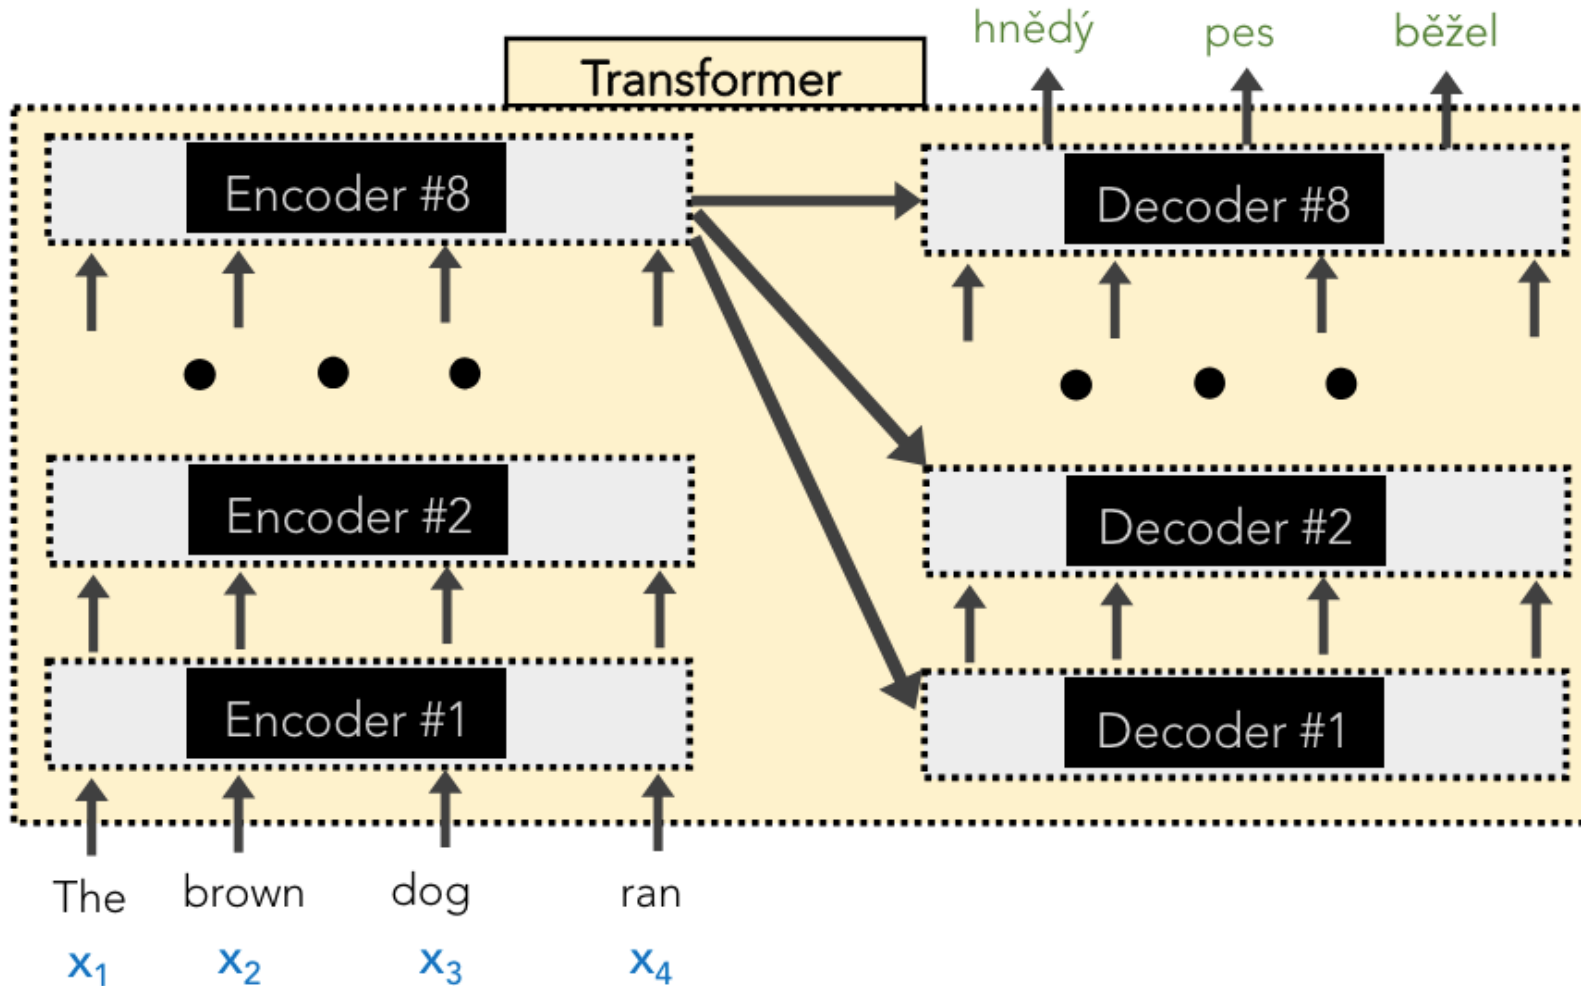 hnědý pes běžel
Transformer
Encoder #8
Decoder #8
Encoder #2
Decoder #2
Encoder #1
Decoder #1
The brown dog ran
x1 x2 x3 x4